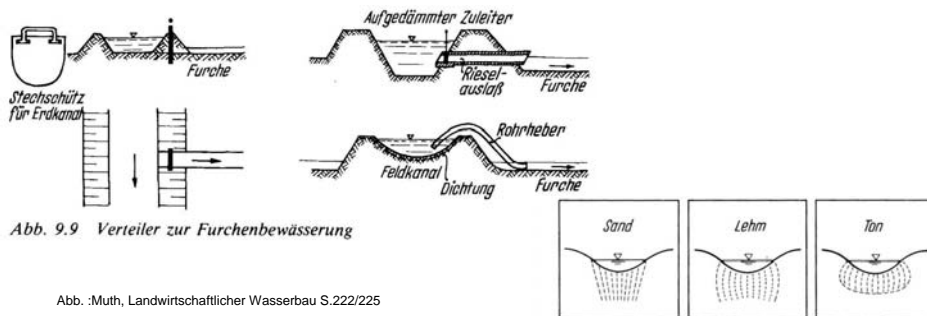 Stechschütz
für Erdkanal
Furche
Aufgedämmter Zuleiter
Riesel-
auslaß
Furche
Rohrheber
Feldkanal
Dichtung
Furche
Abb. 9.9 Verteiler zur Furchenbewässerung
Sand
Lehm
Ton
Abb. :Muth, Landwirtschaftlicher Wasserbau S.222/225